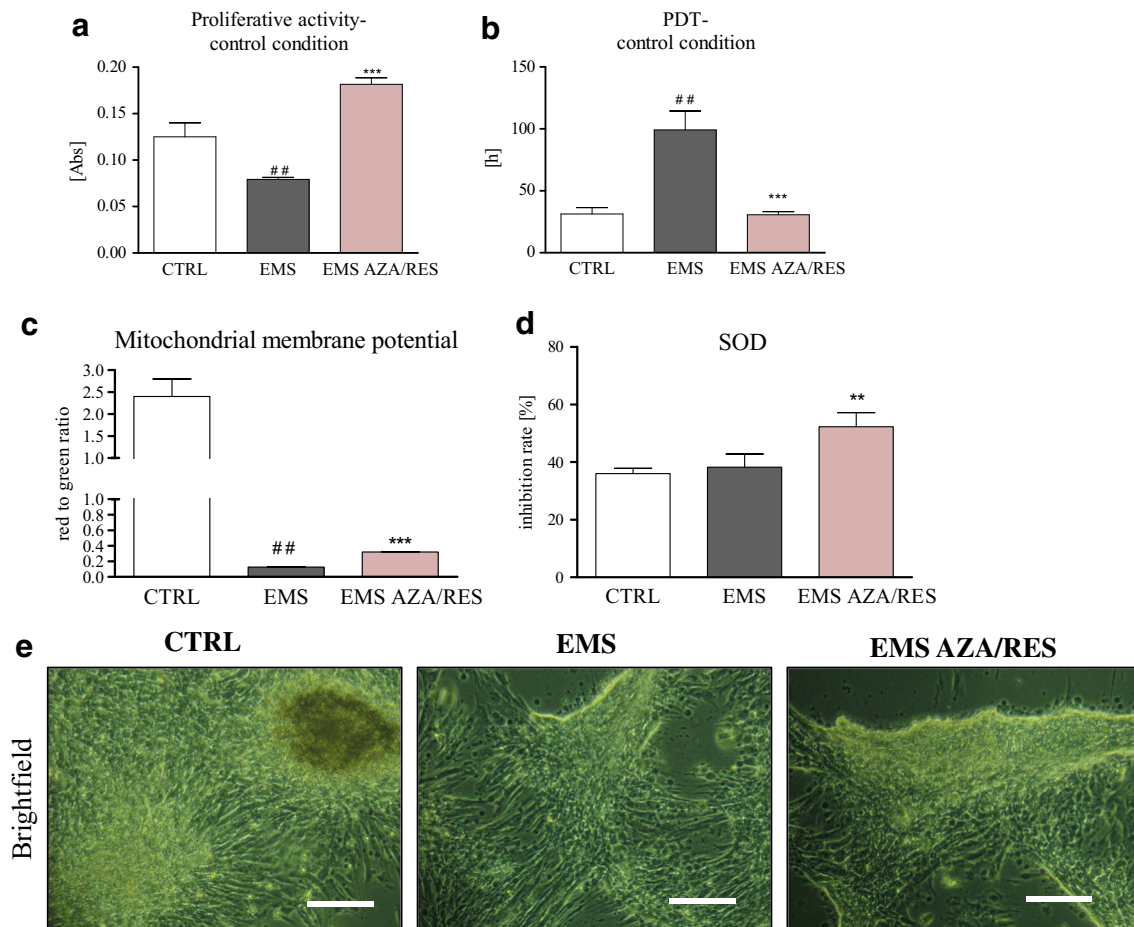 a
Proliferative activity-
control condition
[Abs]
0.20
0.15
0.10
0.05
0.00
***
# #
CTRL
EMS
EMS AZA/RES
b
PDT-
control condition
[h]
150
100
50
0
# #
***
CTRL
EMS
EMS AZA/RES
c
Mitochondrial membrane potential
red to green ratio
3.0
2.5
2.0
1.5
1.0
1.0
0.8
0.6
0.4
0.2
0.0
##
***
CTRL
EMS
EMS AZA/RES
d
SOD
inhibition rate [%]
80
60
40
20
0
**
CTRL
EMS
EMS AZA/RES
e
CTRL
EMS
EMS AZA/RES
Brightfield